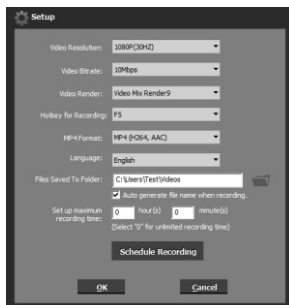 Setup
Video Resolution: 1080P(30HZ)
Video Bitrate: 10Mbps
Video Render: Video Mix Render9
Hotkey for Recording: F5
MP4 Format: MP4 (H264, AAC)
Language: English
Files Saved To Folder: C:\Users\Test\Videos
Auto generate file name when recording.
Set up maximum recording time: 0 hour(s) 0 minute(s)
(Select "0" for unlimited recording time)
Schedule Recording
OK Cancel